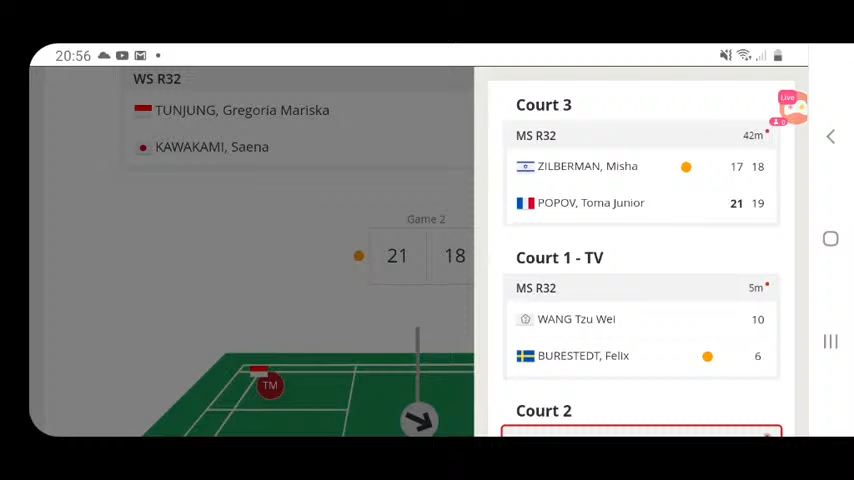 20:56
WS R32
TUNJUNG, Gregoria Mariska
KAWAKAMI, Saena
Game 2
21 18
TM
Court 3
MS R32 42m
ZILBERMAN, Misha 17 18
POPOV, Toma Junior 21 19
Court 1 - TV
MS R32 5m
WANG Tzu Wei 10
BURESTEDT, Felix 6
Court 2
Live
0